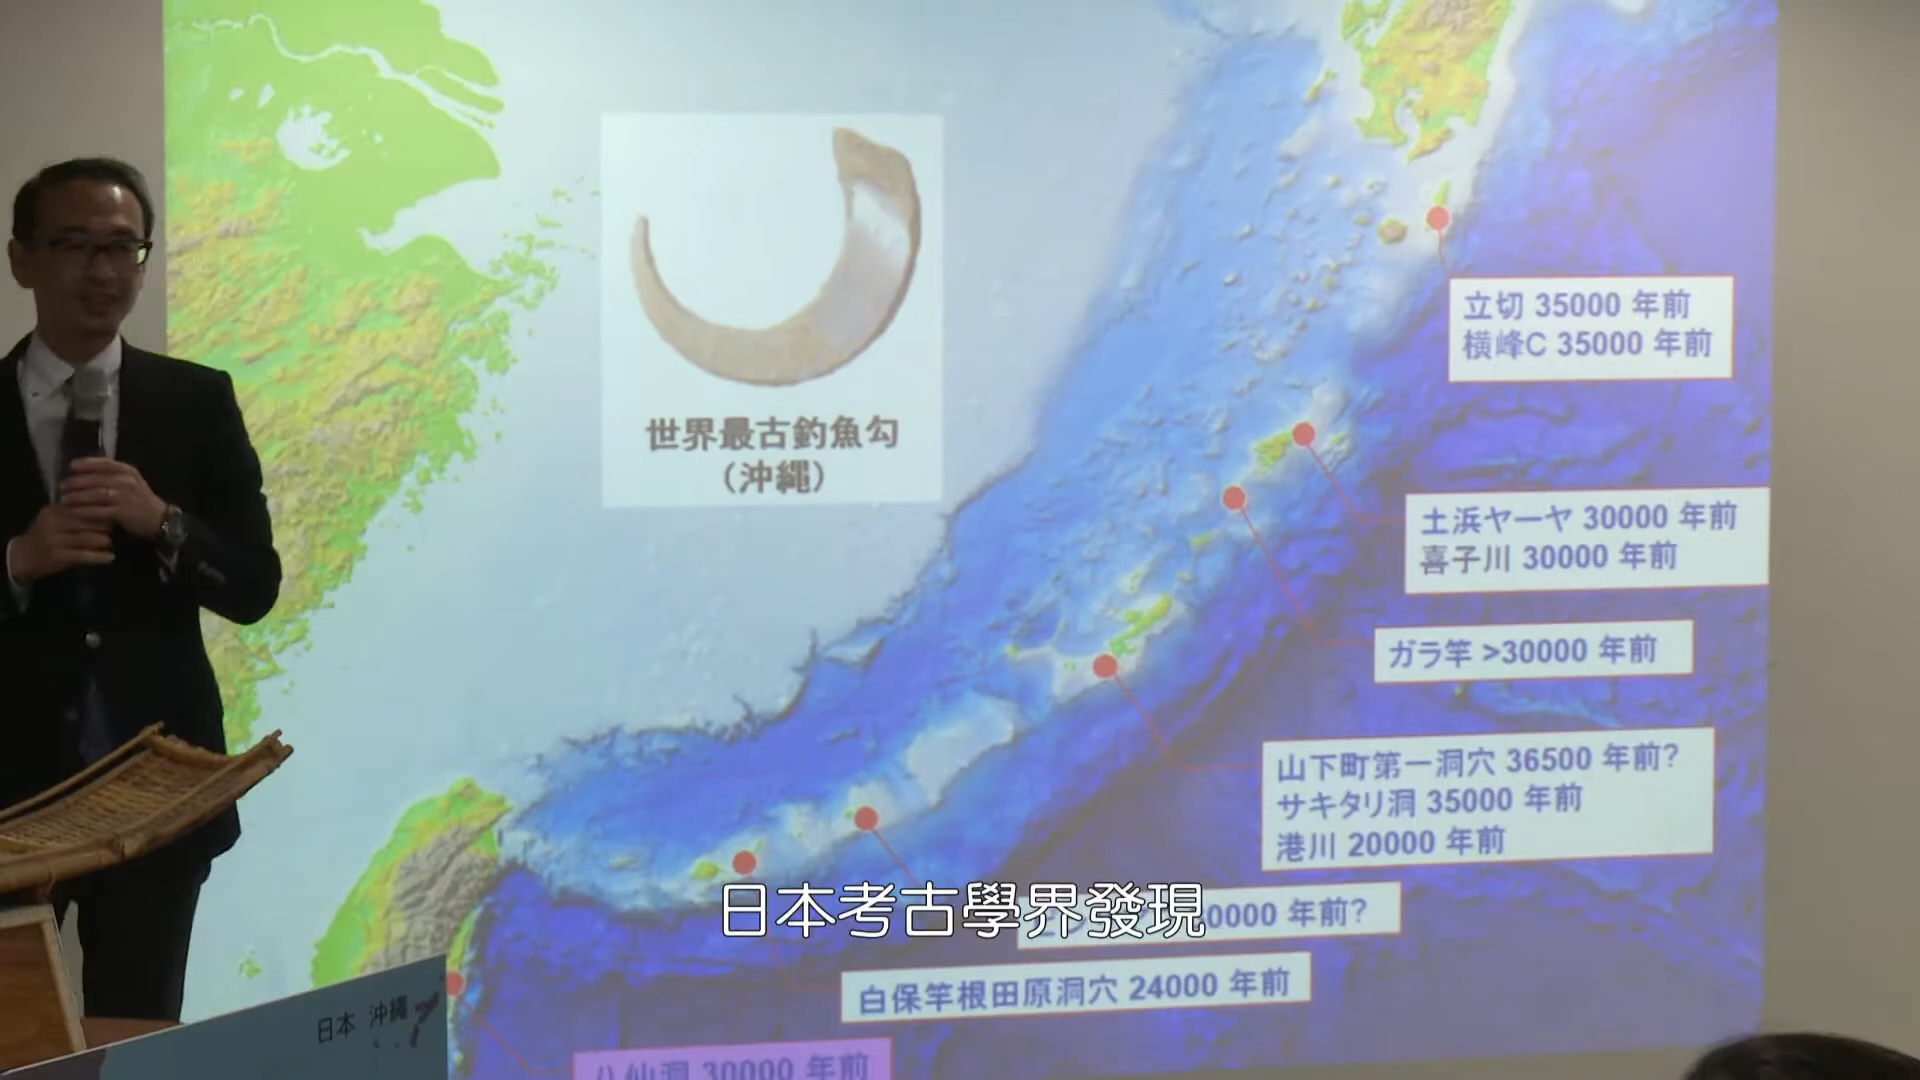 世界最古釣魚勾
（沖繩）
立切 35000 年前
横峰C 35000 年前
土浜ヤーヤ 30000 年前
喜子川 30000 年前
ガラ竿 >30000 年前
山下町第一洞穴 36500 年前?
サキタリ洞 35000 年前
港川 20000 年前
0000 年前?
日本考古學界發現
白保竿根田原洞穴 24000 年前
日本 沖繩
八仙洞 30000 年前